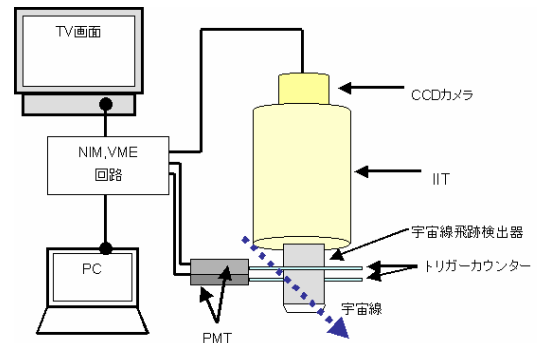 TV画面
CCDカメラ
NIM,VME
回路
IIT
宇宙線飛跡検出器
トリガーカウンター
PC
宇宙線
PMT